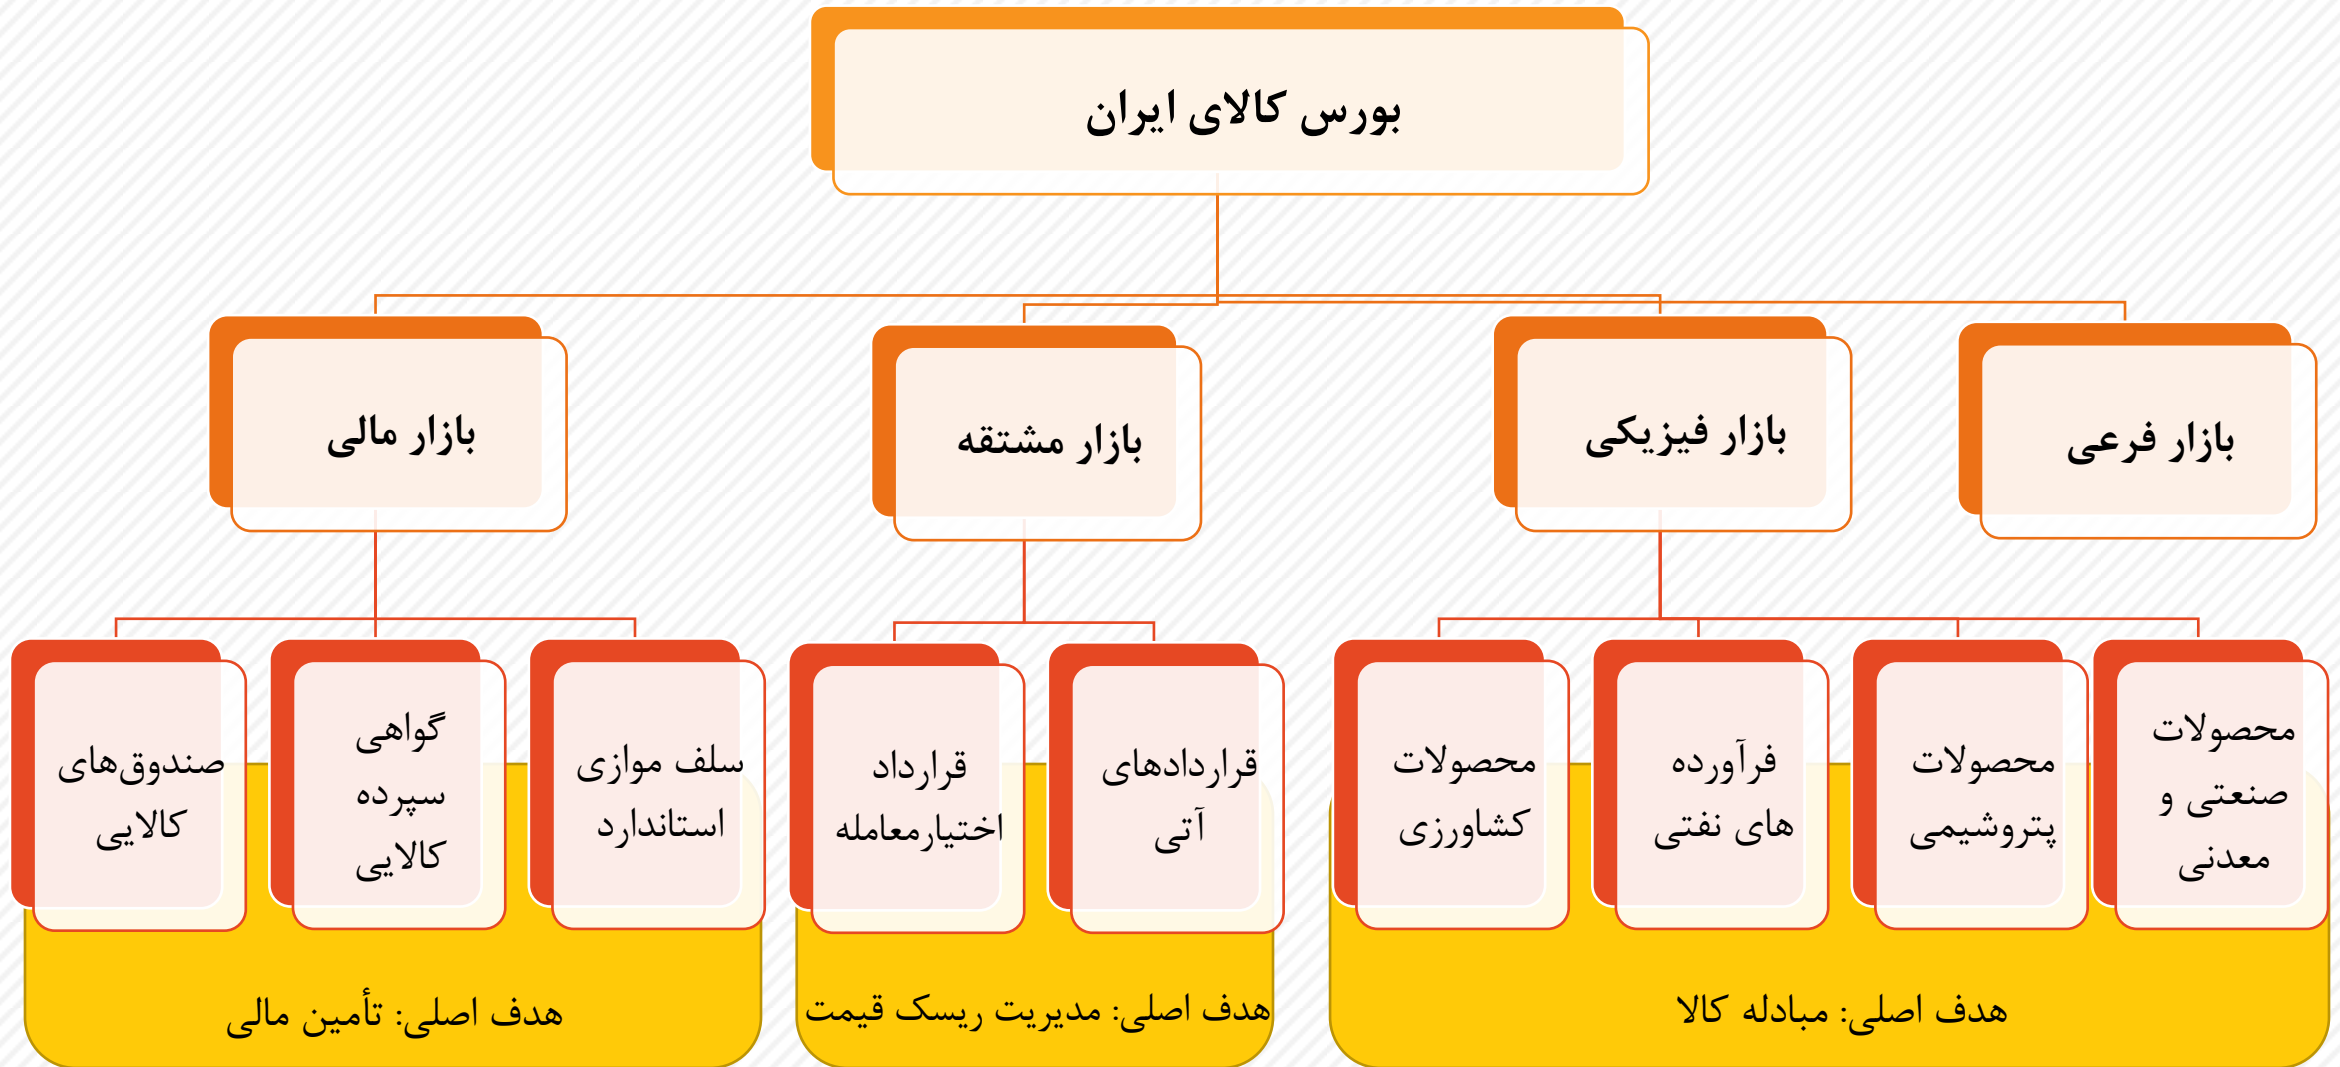 بورس کالای ایران
بازار فرعی
بازار فیزیکی
بازار مشتقه
بازار مالی
محصولات
صنعتی و
معدنی
محصولات
پتروشیمی
فرآورده
های نفتی
محصولات
کشاورزی
قراردادهای
آتی
قرارداد
اختیارمعامله
سلف موازی
استاندارد
گواهی
سپرده
کالایی
صندوق‌های
کالایی
هدف اصلی: مبادله کالا
هدف اصلی: مدیریت ریسک قیمت
هدف اصلی: تأمین مالی